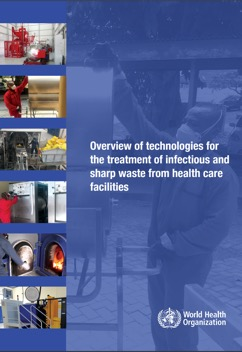 Overview of technologies for
the treatment of infectious and
sharp waste from health care
facilities
World Health
Organization